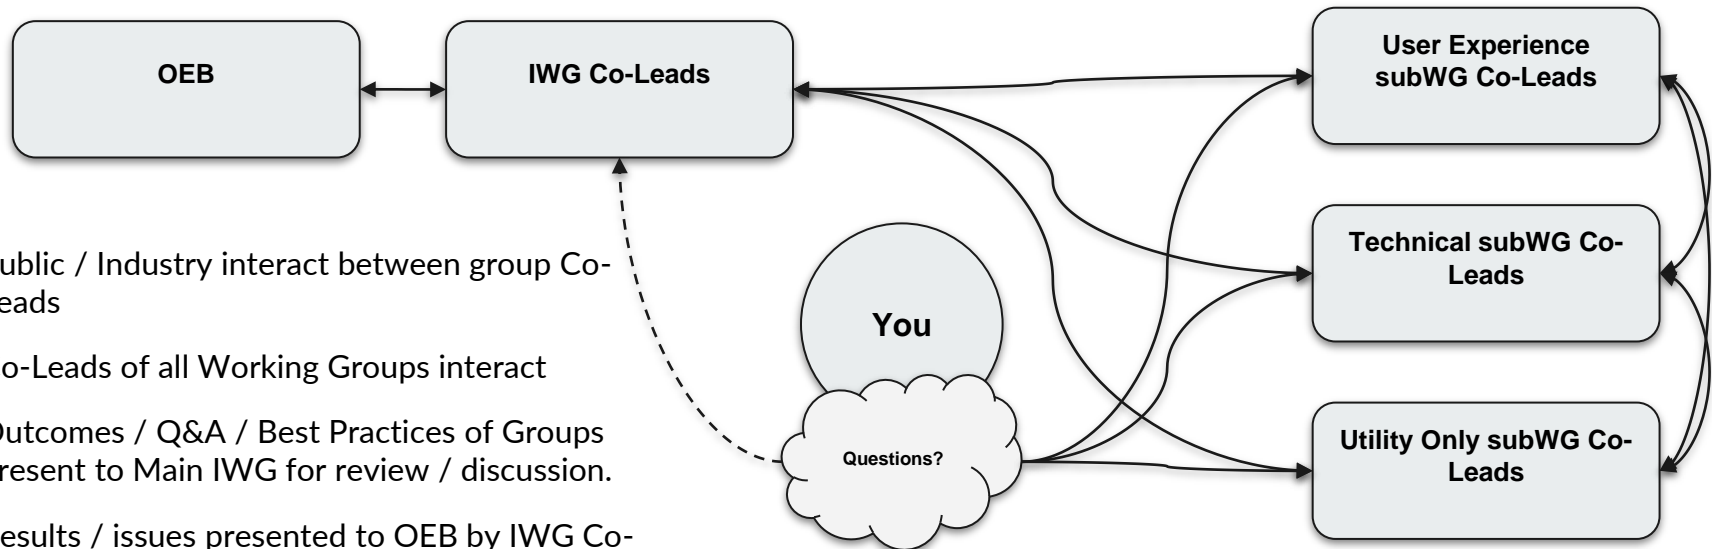 OEB
IWG Co-Leads
User Experience
subWG Co-Leads
ublic / Industry interact between group Co-
eads
Technical subWG Co-
Leads
You
o-Leads of all Working Groups interact
Outcomes / Q&A / Best Practices of Groups
resent to Main IWG for review / discussion.
Questions?
Utility Only subWG Co-
Leads
esults / issues presented to OEB by IWG Co-